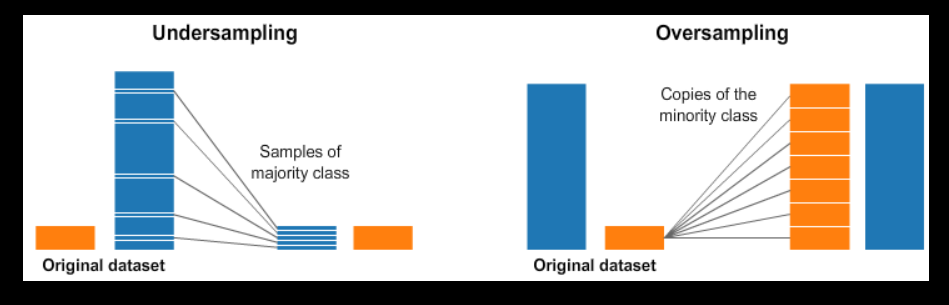 Undersampling
Samples of
majority class
Original dataset
Oversampling
Copies of the
minority class
Original dataset